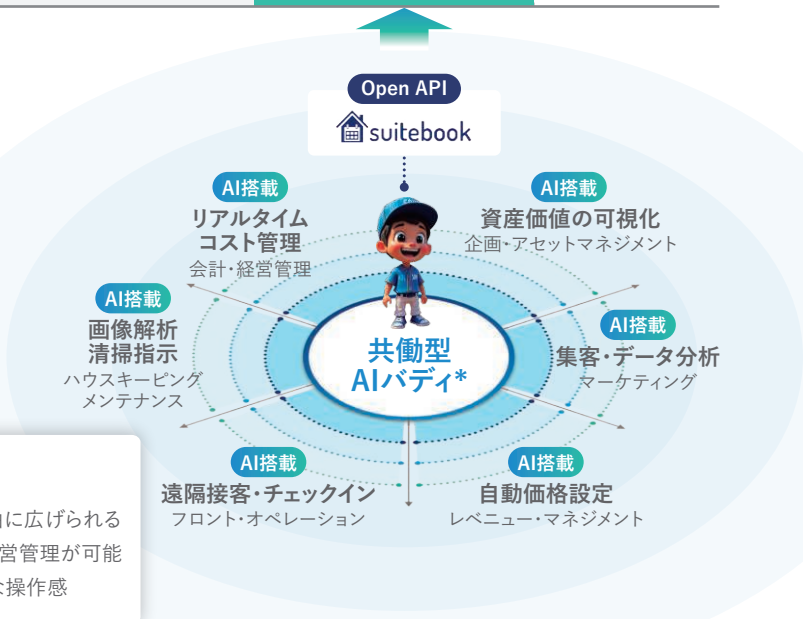 Open API
suitebook
AI搭載
リアルタイム
コスト管理
会計・経営管理
AI搭載
資産価値の可視化
企画・アセットマネジメント
AI搭載
画像解析
清掃指示
ハウスキーピング
メンテナンス
共働型
AIバディ*
AI搭載
集客・データ分析
マーケティング
AI搭載
遠隔接客・チェックイン
フロント・オペレーション
AI搭載
自動価格設定
レベニュー・マネジメント
に広げられる
営管理が可能
な操作感